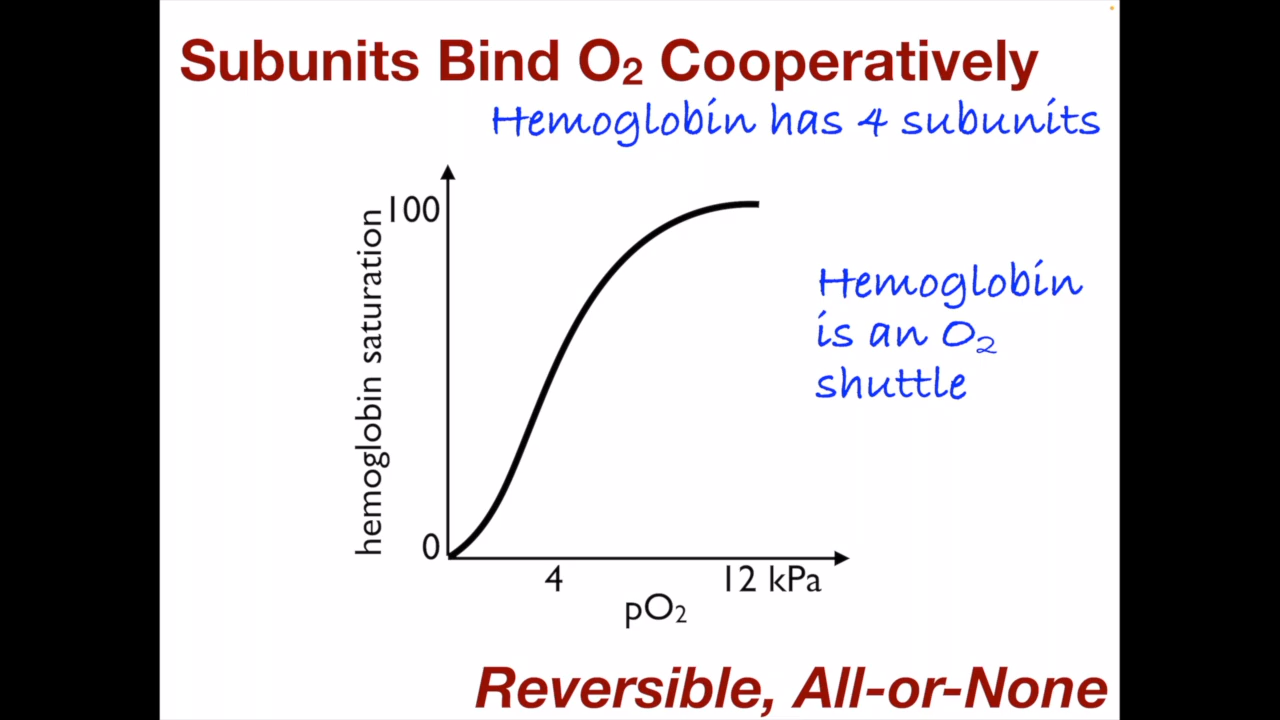 Subunits Bind O₂ Cooperatively
Hemoglobin has 4 subunits
100
hemoglobin saturation
Hemoglobin
is an O₂
shuttle
0
4
12 kPa
pO₂
Reversible, All-or-None